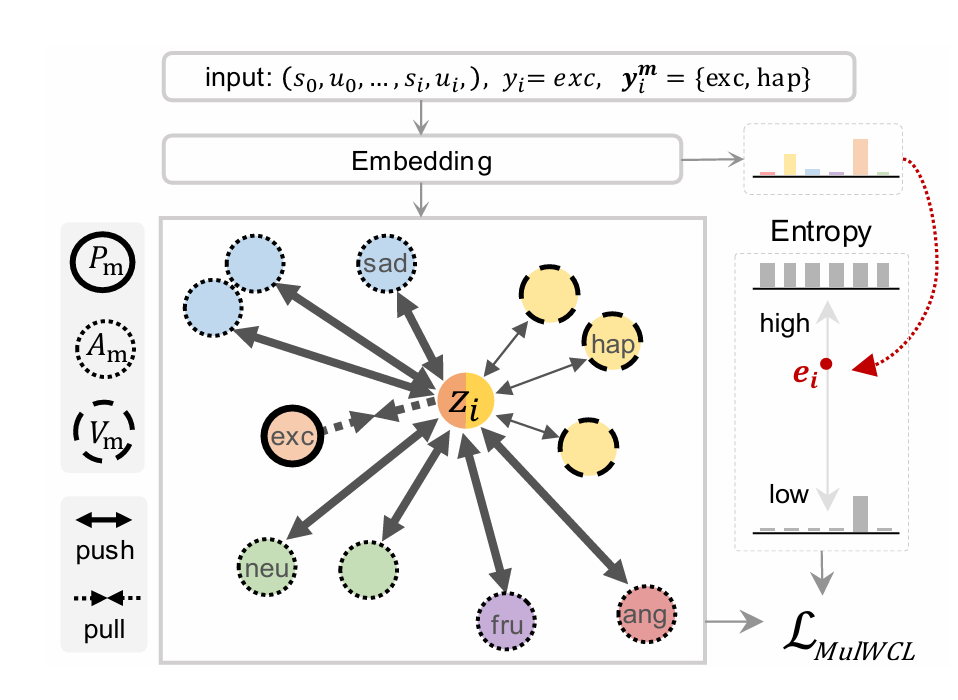 input: (s₀, u₀, … , sᵢ, uᵢ, ), yᵢ= exc, yᵢᵐ = {exc, hap}
Embedding
Entropy
high
eᵢ
low
Pm
Am
Vm
push
pull
sad
hap
zᵢ
exc
neu
fru
ang
ℒMulWCL